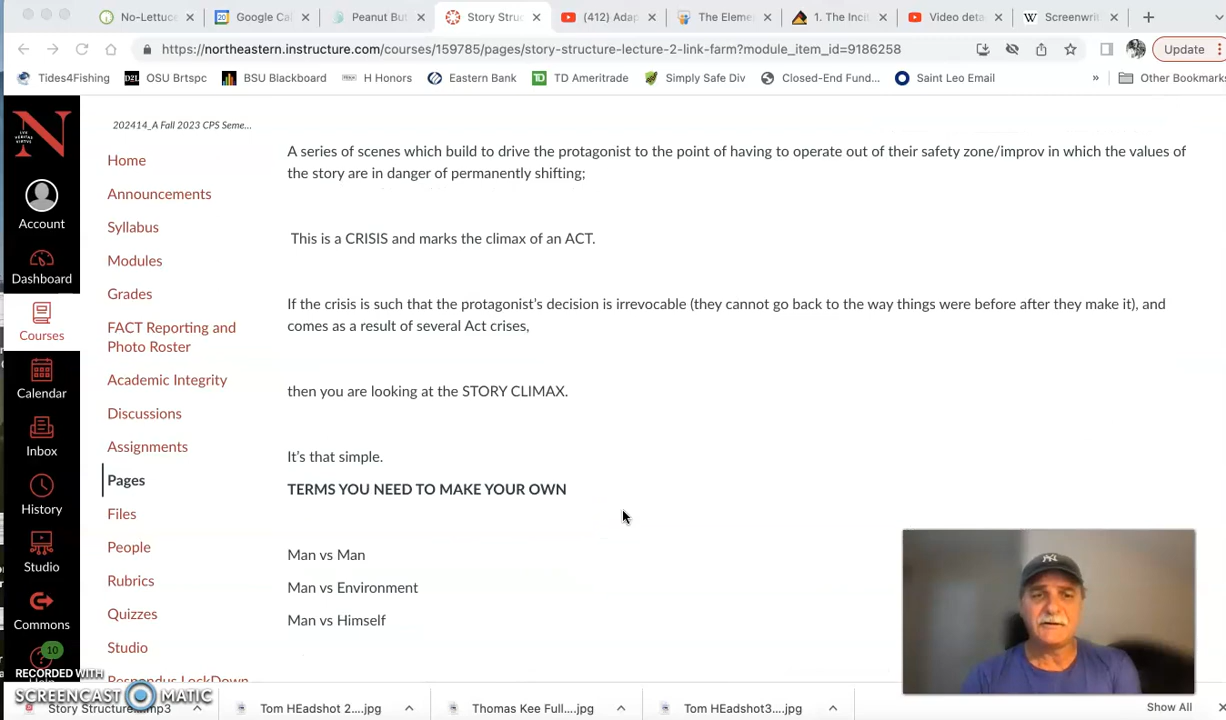 No-Lettuce
Google Cal
Peanut But
Story Struc
(412) Adap
The Eleme
1. The Incit
Video deta
Screenwrit
https://northeastern.instructure.com/courses/159785/pages/story-structure-lecture-2-link-farm?module_item_id=9186258
Update
Tides4Fishing
OSU Brtspc
BSU Blackboard
H Honors
Eastern Bank
TD Ameritrade
Simply Safe Div
Closed-End Fun...
Saint Leo Email
»
Other Bookmarks
N
202414_A Fall 2023 CPS Seme...
Account
Dashboard
Courses
Calendar
Inbox
History
Studio
Commons
10
Home
Announcements
Syllabus
Modules
Grades
FACT Reporting and
Photo Roster
Academic Integrity
Discussions
Assignments
Pages
Files
People
Rubrics
Quizzes
Studio
Respondus LockDown
A series of scenes which build to drive the protagonist to the point of having to operate out of their safety zone/improv in which the values of
the story are in danger of permanently shifting;
This is a CRISIS and marks the climax of an ACT.
If the crisis is such that the protagonist's decision is irrevocable (they cannot go back to the way things were before after they make it), and
comes as a result of several Act crises,
then you are looking at the STORY CLIMAX.
It's that simple.
TERMS YOU NEED TO MAKE YOUR OWN
Man vs Man
Man vs Environment
Man vs Himself
RECORDED WITH
SCREENCAST MATIC
Story Structure....mp3
Tom HEadshot 2....jpg
Thomas Kee Full....jpg
Tom HEadshot3....jpg
Show All